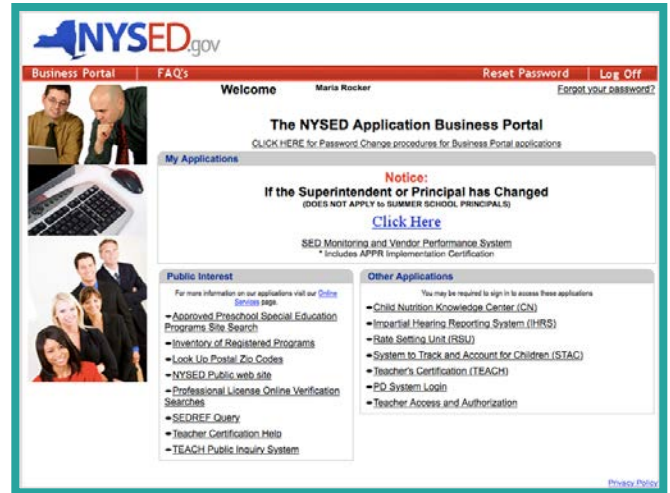 NYSED.gov
Business Portal FAQ's Reset Password Log Off
Welcome Maria Rocker Forgot your password?
The NYSED Application Business Portal
CLICK HERE for Password Change procedures for Business Portal applications
My Applications
Notice:
If the Superintendent or Principal has Changed
(DOES NOT APPLY to SUMMER SCHOOL PRINCIPALS)
Click Here
SED Monitoring and Vendor Performance System
* Includes APPR Implementation Certification
Public Interest
For more information on our applications visit our Online
Services page.
Approved Preschool Special Education
Programs Site Search
Inventory of Registered Programs
Look Up Postal Zip Codes
NYSED Public web site
Professional License Online Verification
Searches
SEDREF Query
Teacher Certification Help
TEACH Public Inquiry System
Other Applications
You may be required to sign in to access these applications
Child Nutrition Knowledge Center (CN)
Impartial Hearing Reporting System (IHRS)
Rate Setting Unit (RSU)
System to Track and Account for Children (STAC)
Teacher's Certification (TEACH)
PD System Login
Teacher Access and Authorization
Privacy Policy